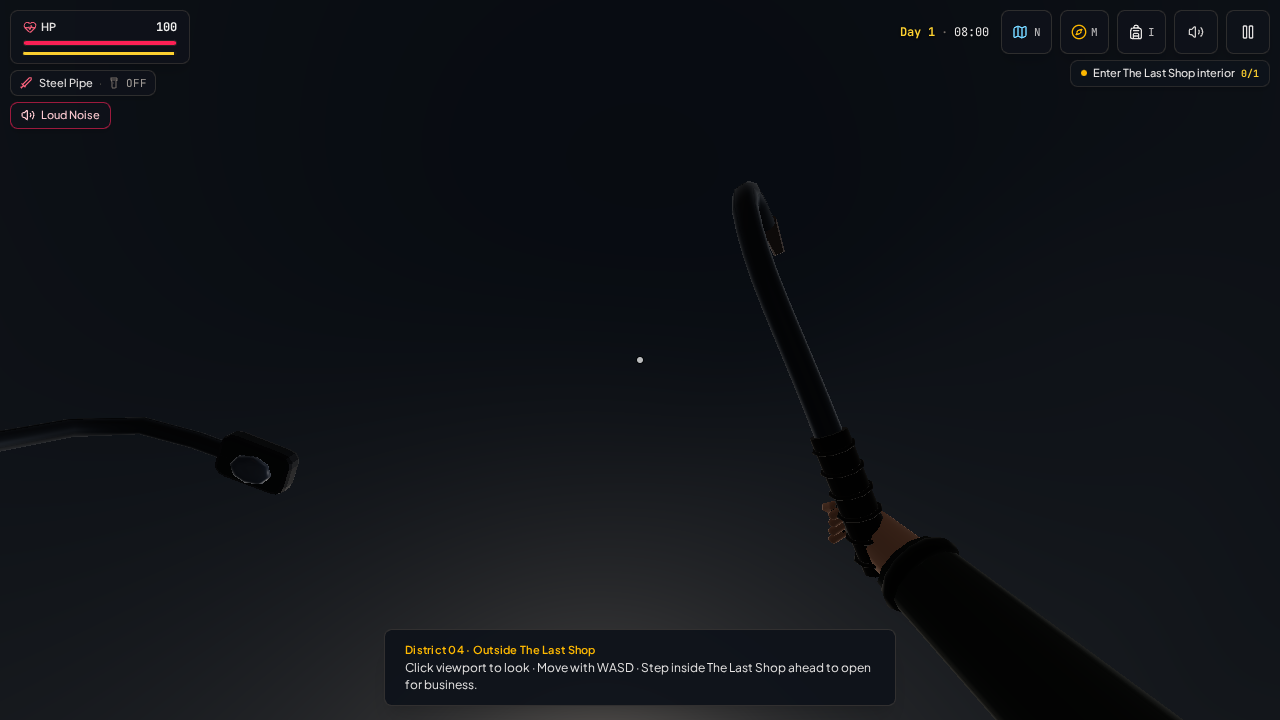 HP 100
Day 1 · 08:00 N M I
Steel Pipe · OFF
Enter The Last Shop interior 0/1
Loud Noise
District 04 · Outside The Last Shop
Click viewport to look · Move with WASD · Step inside The Last Shop ahead to open
for business.